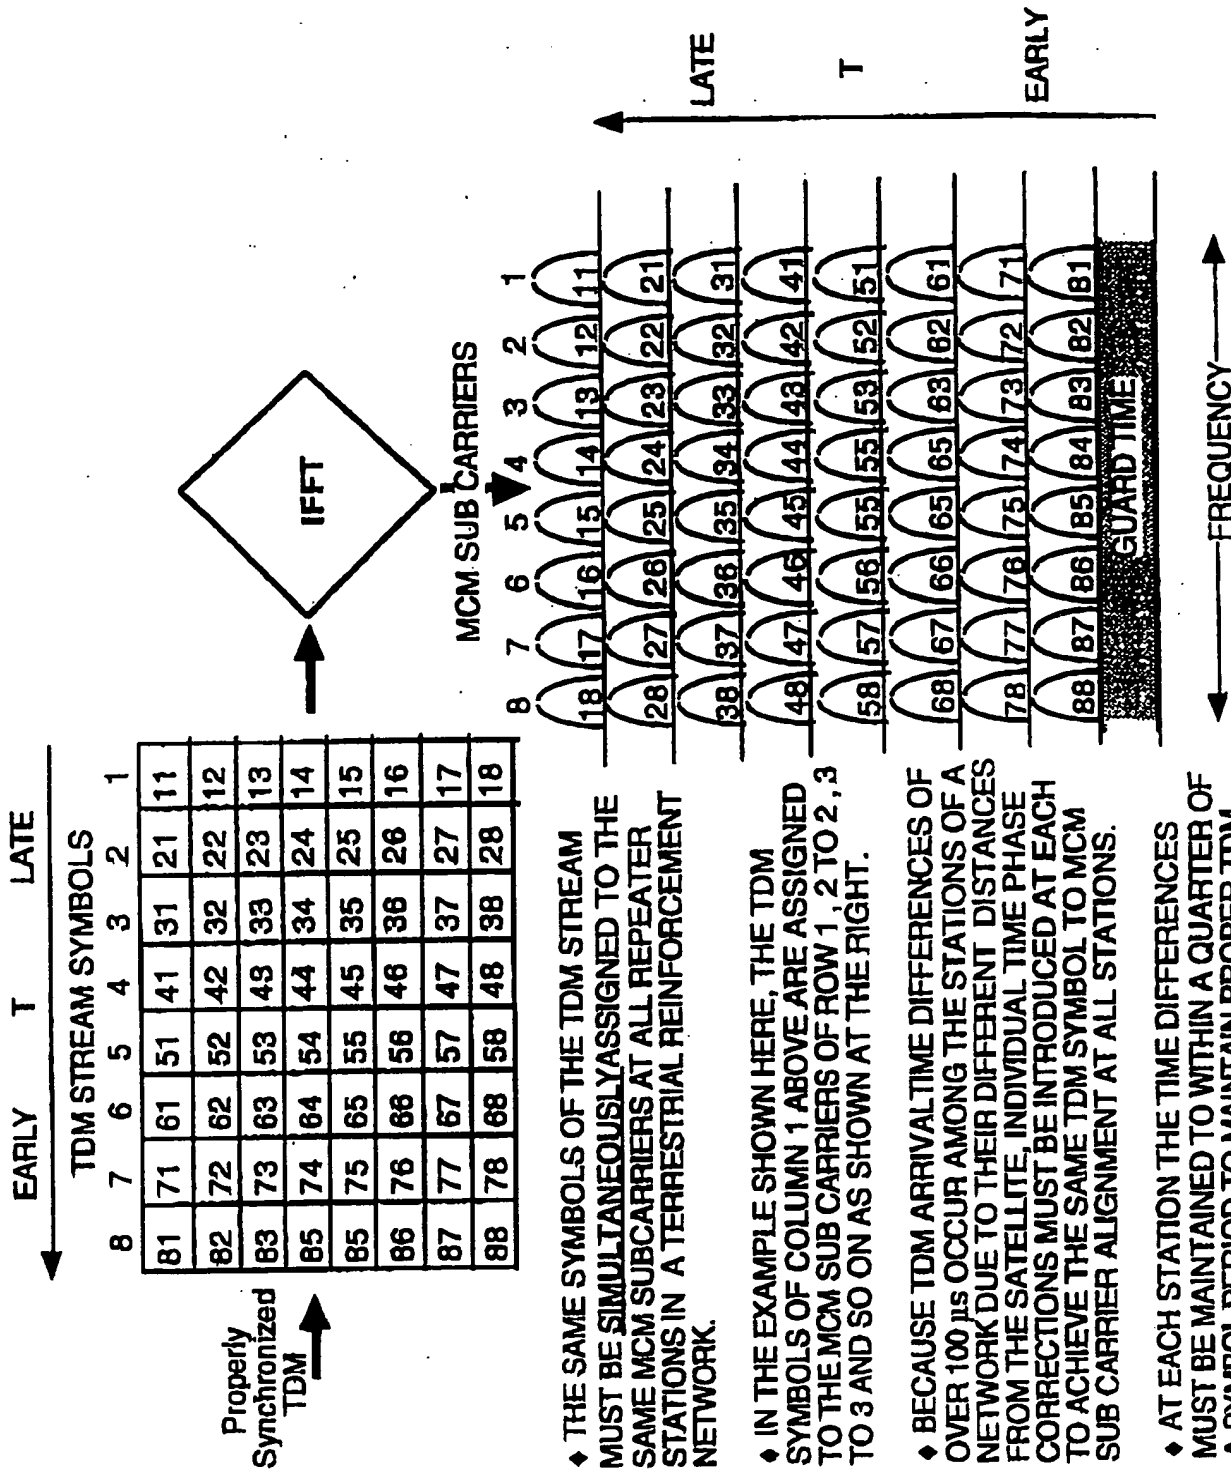 EARLY T LATE
TDM STREAM SYMBOLS
8 7 6 5 4 3 2 1
Properly
Synchronized
TDM
81 71 61 51 41 31 21 11
82 72 62 52 42 32 22 12
83 73 63 53 43 33 23 13
85 74 64 54 44 34 24 14
85 75 65 55 45 35 25 15
86 76 66 56 46 36 26 16
87 77 67 57 47 37 27 17
88 78 68 58 48 38 28 18
IFFT
MCM SUB CARRIERS
8 7 6 5 4 3 2 1
18 17 16 15 14 13 12 11
28 27 26 25 24 23 22 21
38 37 36 35 34 33 32 31
48 47 46 45 44 43 42 41
58 57 56 55 55 53 52 51
68 67 66 65 65 63 62 61
78 77 76 75 74 73 72 71
88 87 86 85 84 83 82 81
GUARD TIME
FREQUENCY
LATE
T
EARLY
♦ THE SAME SYMBOLS OF THE TDM STREAM
MUST BE SIMULTANEOUSLYASSIGNED TO THE
SAME MCM SUBCARRIERS AT ALL REPEATER
STATIONS IN A TERRESTRIAL REINFORCEMENT
NETWORK.
♦ IN THE EXAMPLE SHOWN HERE, THE TDM
SYMBOLS OF COLUMN 1 ABOVE ARE ASSIGNED
TO THE MCM SUB CARRIERS OF ROW 1, 2 TO 2 ,3
TO 3 AND SO ON AS SHOWN AT THE RIGHT.
♦ BECAUSE TDM ARRIVALTIME DIFFERENCES OF
OVER 100 µs OCCUR AMONG THE STATIONS OF A
NETWORK DUE TO THEIR DIFFERENT DISTANCES
FROM THE SATELLITE, INDIVIDUAL TIME PHASE
CORRECTIONS MUST BE INTRODUCED AT EACH
TO ACHIEVE THE SAME TDM SYMBOL TO MCM
SUB CARRIER ALIGNMENT AT ALL STATIONS.
♦ AT EACH STATION THE TIME DIFFERENCES
MUST BE MAINTAINED TO WITHIN A QUARTER OF
A SYMBOL PERIOD TO MAINTAIN PROPER TDM